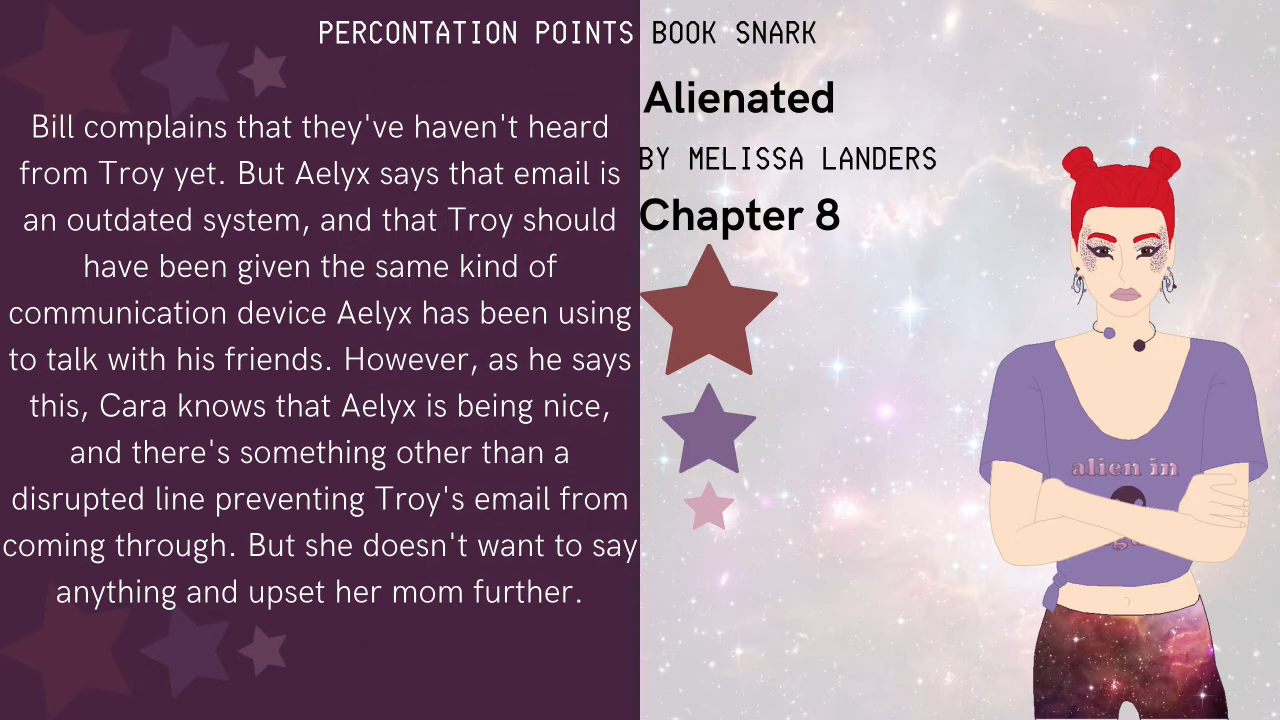 PERCONTATION POINTS BOOK SNARK
Bill complains that they've haven't heard
from Troy yet. But Aelyx says that email is
an outdated system, and that Troy should
have been given the same kind of
communication device Aelyx has been using
to talk with his friends. However, as he says
this, Cara knows that Aelyx is being nice,
and there's something other than a
disrupted line preventing Troy's email from
coming through. But she doesn't want to say
anything and upset her mom further.
Alienated
BY MELISSA LANDERS
Chapter 8
alien in